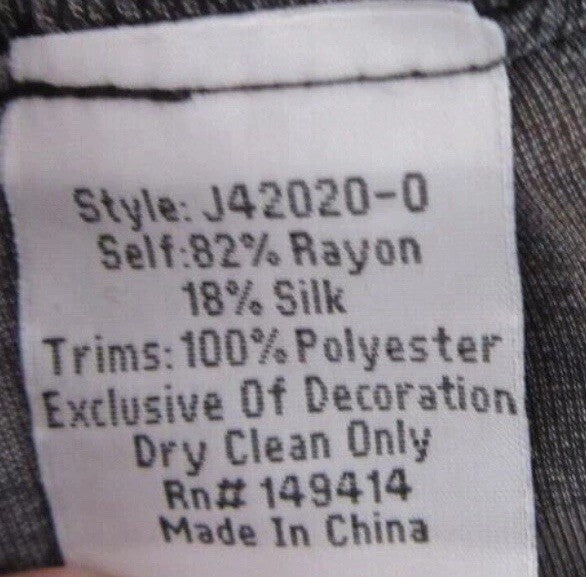 Style: J42020-0
Self:82% Rayon
18% Silk
Trims: 100% Polyester
Exclusive Of Decoration
Dry Clean Only
Rn# 149414
Made In China